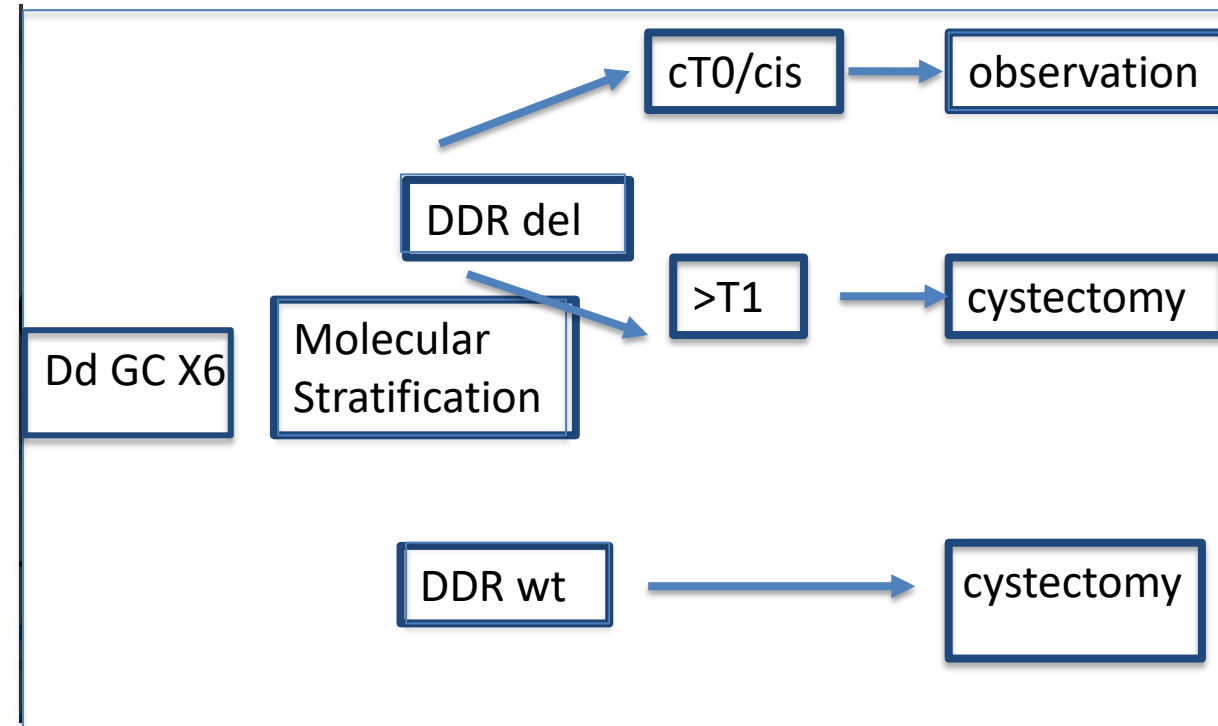 cT0/cis
observation
DDR del
>T1
cystectomy
Dd GC X6
Molecular
Stratification
DDR wt
cystectomy